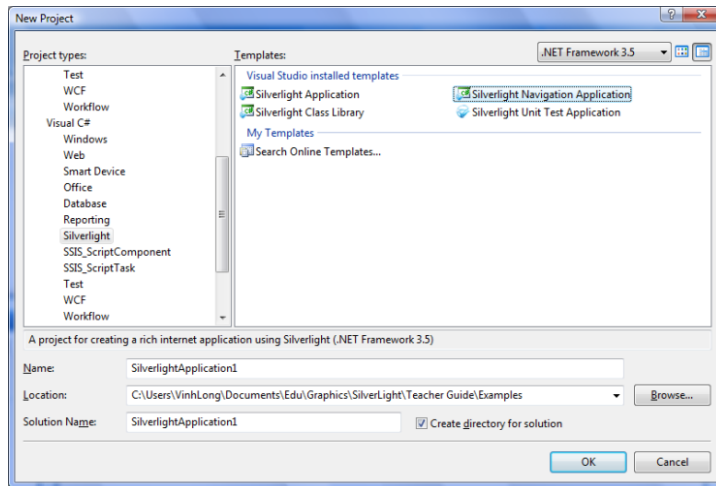 New Project
Project types:
Templates:
.NET Framework 3.5
Test
WCF
Workflow
Visual C#
Windows
Web
Smart Device
Office
Database
Reporting
Silverlight
SSIS_ScriptComponent
SSIS_ScriptTask
Test
WCF
Workflow
Visual Studio installed templates
Silverlight Application
Silverlight Navigation Application
Silverlight Class Library
Silverlight Unit Test Application
My Templates
Search Online Templates...
A project for creating a rich internet application using Silverlight (.NET Framework 3.5)
Name:
SilverlightApplication1
Location:
C:\Users\VinhLong\Documents\Edu\Graphics\SilverLight\Teacher Guide\Examples
Browse...
Solution Name:
SilverlightApplication1
Create directory for solution
OK
Cancel